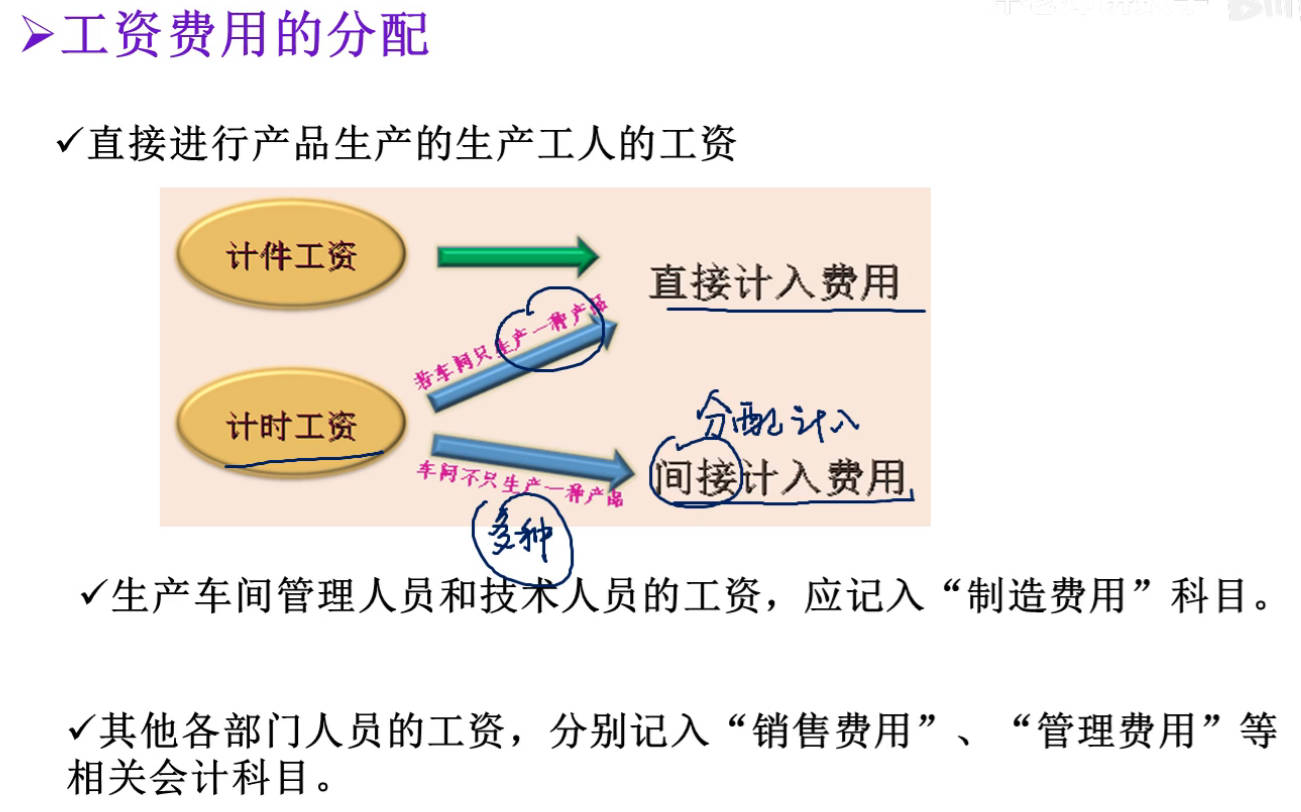 ➢工资费用的分配
✓直接进行产品生产的生产工人的工资
计件工资
直接计入费用
若车间只生产一种产品
计时工资
分配计入
间接计入费用
车间不只生产一种产品
多种
✓生产车间管理人员和技术人员的工资，应记入“制造费用”科目。
✓其他各部门人员的工资，分别记入“销售费用”、“管理费用”等
相关会计科目。